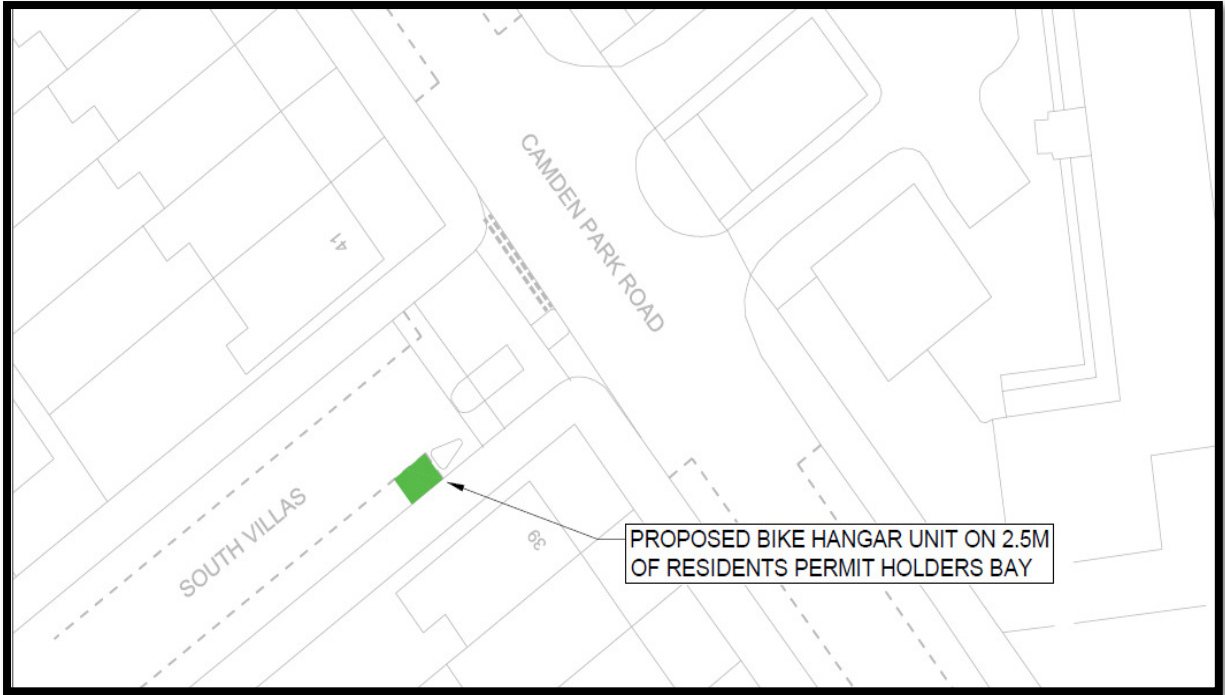 CAMDEN PARK ROAD
41
SOUTH VILLAS
39
PROPOSED BIKE HANGAR UNIT ON 2.5M
OF RESIDENTS PERMIT HOLDERS BAY